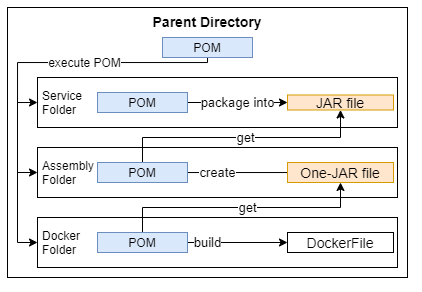 Parent Directory
POM
execute POM
Service
Folder
POM
package into
JAR file
get
Assembly
Folder
POM
create
One-JAR file
get
Docker
Folder
POM
build
DockerFile